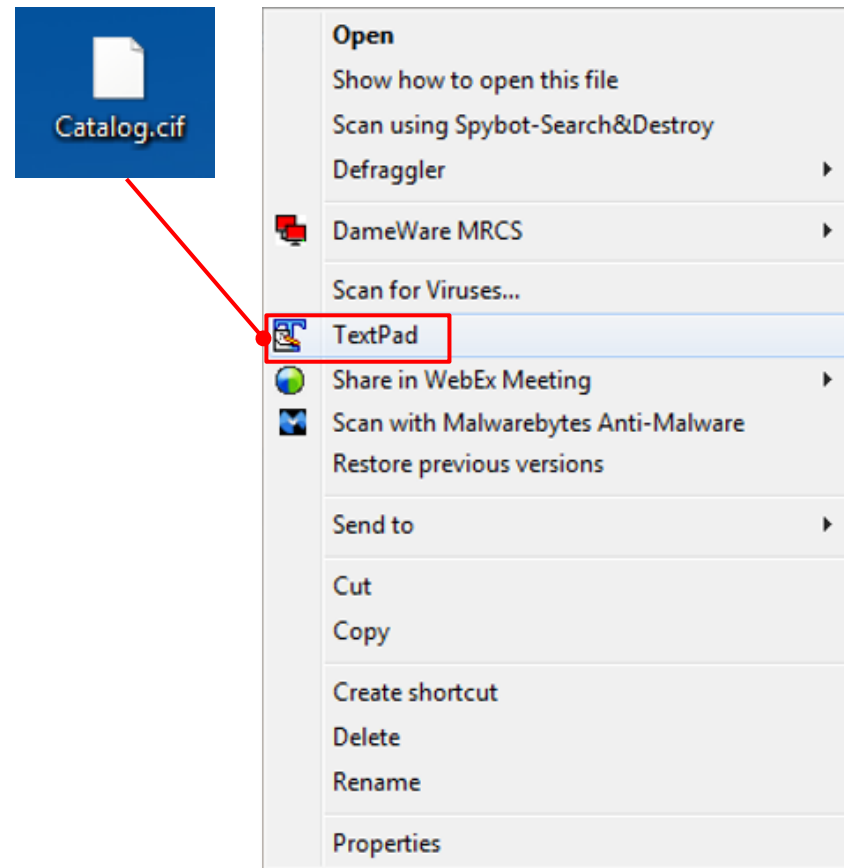 Catalog.cif
Open
Show how to open this file
Scan using Spybot-Search&Destroy
Defraggler
DameWare MRCS
Scan for Viruses...
TextPad
Share in WebEx Meeting
Scan with Malwarebytes Anti-Malware
Restore previous versions
Send to
Cut
Copy
Create shortcut
Delete
Rename
Properties